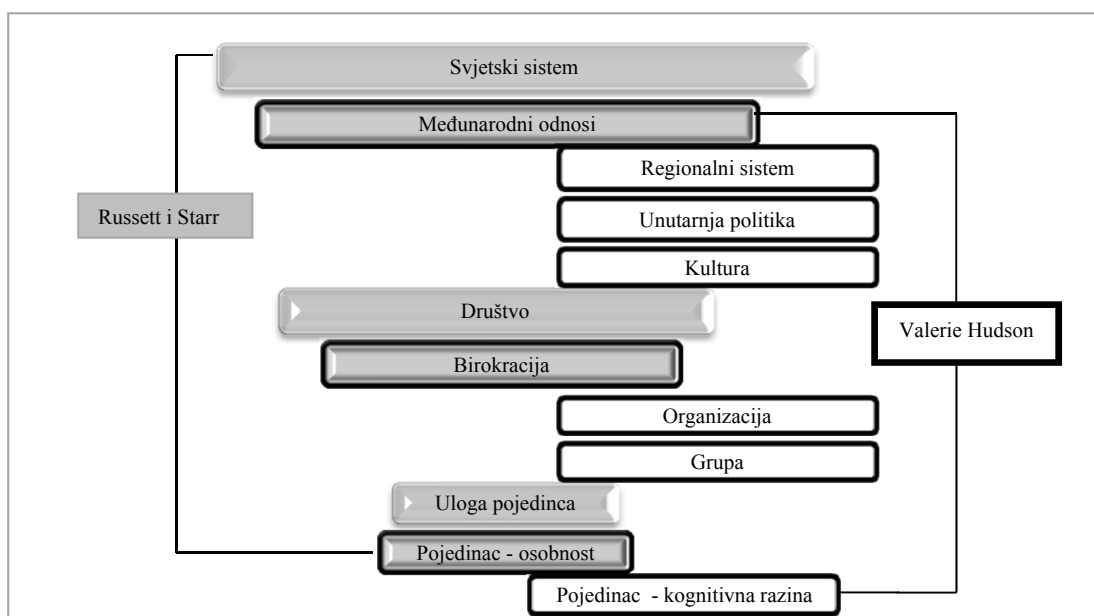 Svjetski sistem
Međunarodni odnosi
Regionalni sistem
Russett i Starr
Unutarnja politika
Kultura
Društvo
Valerie Hudson
Birokracija
Organizacija
Grupa
Uloga pojedinca
Pojedinac - osobnost
Pojedinac - kognitivna razina